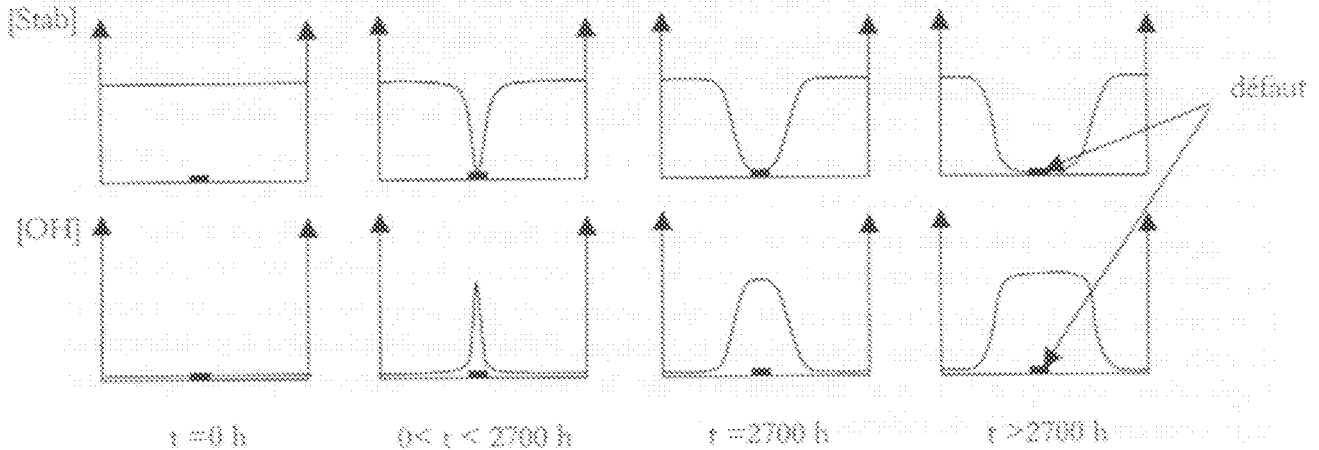 [Stab]
défaut
[OH]
t =0 h
0< t < 2700 h
t =2700 h
t >2700 h